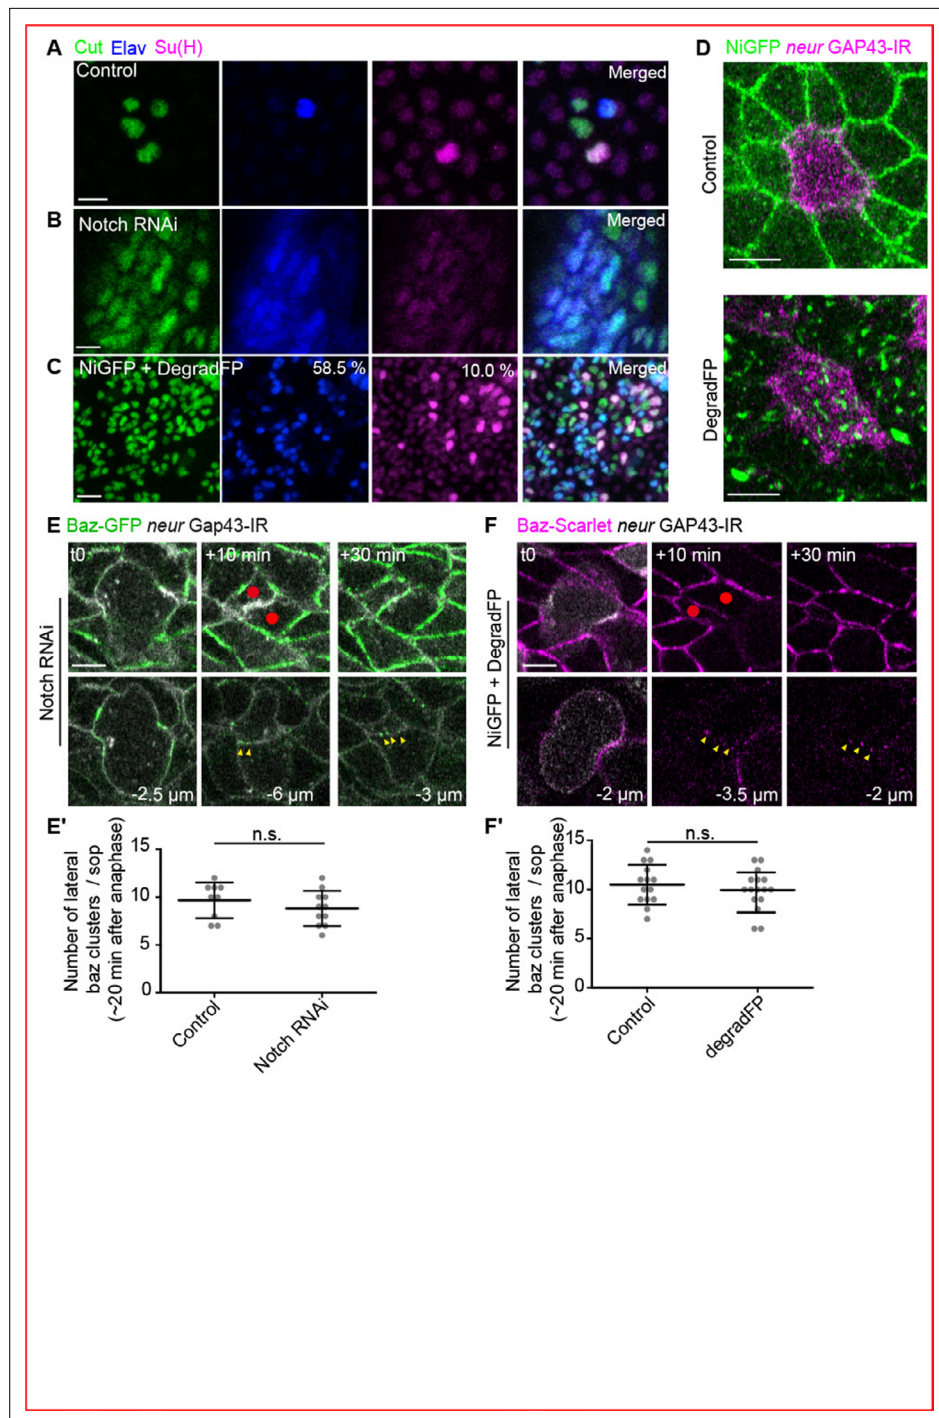 A Cut Elav Su(H)
Control
Merged
B
Notch RNAi
Merged
C
NiGFP + DegradFP
58.5 %
10.0 %
Merged
D NiGFP neur GAP43-IR
Control
DegradFP
E Baz-GFP neur Gap43-IR
t0
+10 min
+30 min
Notch RNAi
-2.5 µm
-6 µm
-3 µm
F Baz-Scarlet neur GAP43-IR
t0
+10 min
+30 min
NiGFP + DegradFP
-2 µm
-3.5 µm
-2 µm
E'
n.s.
Number of lateral
baz clusters / sop
(~20 min after anaphase)
15
10
5
0
Control
Notch RNAi
F'
n.s.
Number of lateral
baz clusters / sop
(~20 min after anaphase)
15
10
5
0
Control
degradFP